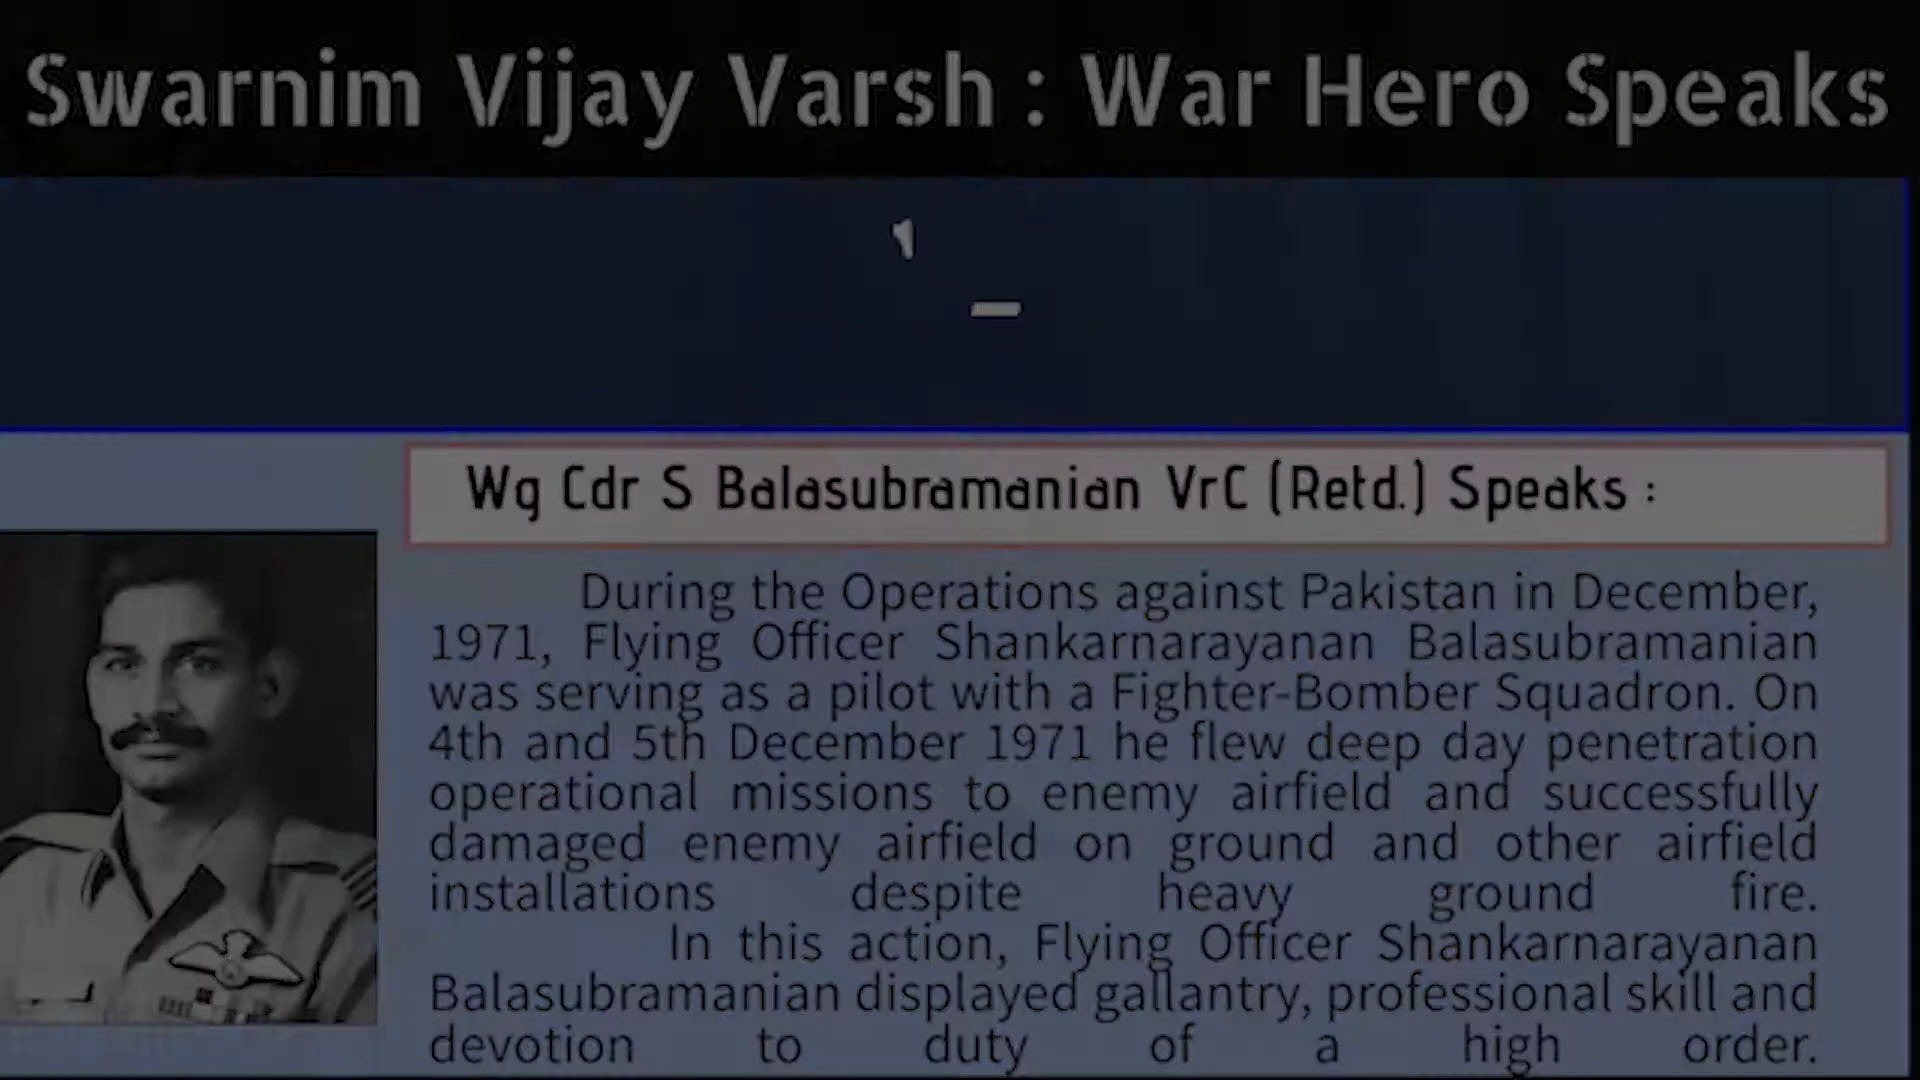 Swarnim Vijay Varsh : War Hero Speaks
Wg Cdr S Balasubramanian VrC (Retd.) Speaks :
During the Operations against Pakistan in December,
1971, Flying Officer Shankarnarayanan Balasubramanian
was serving as a pilot with a Fighter-Bomber Squadron. On
4th and 5th December 1971 he flew deep day penetration
operational missions to enemy airfield and successfully
damaged enemy airfield on ground and other airfield
installations despite heavy ground fire.
In this action, Flying Officer Shankarnarayanan
Balasubramanian displayed gallantry, professional skill and
devotion to duty of a high order.